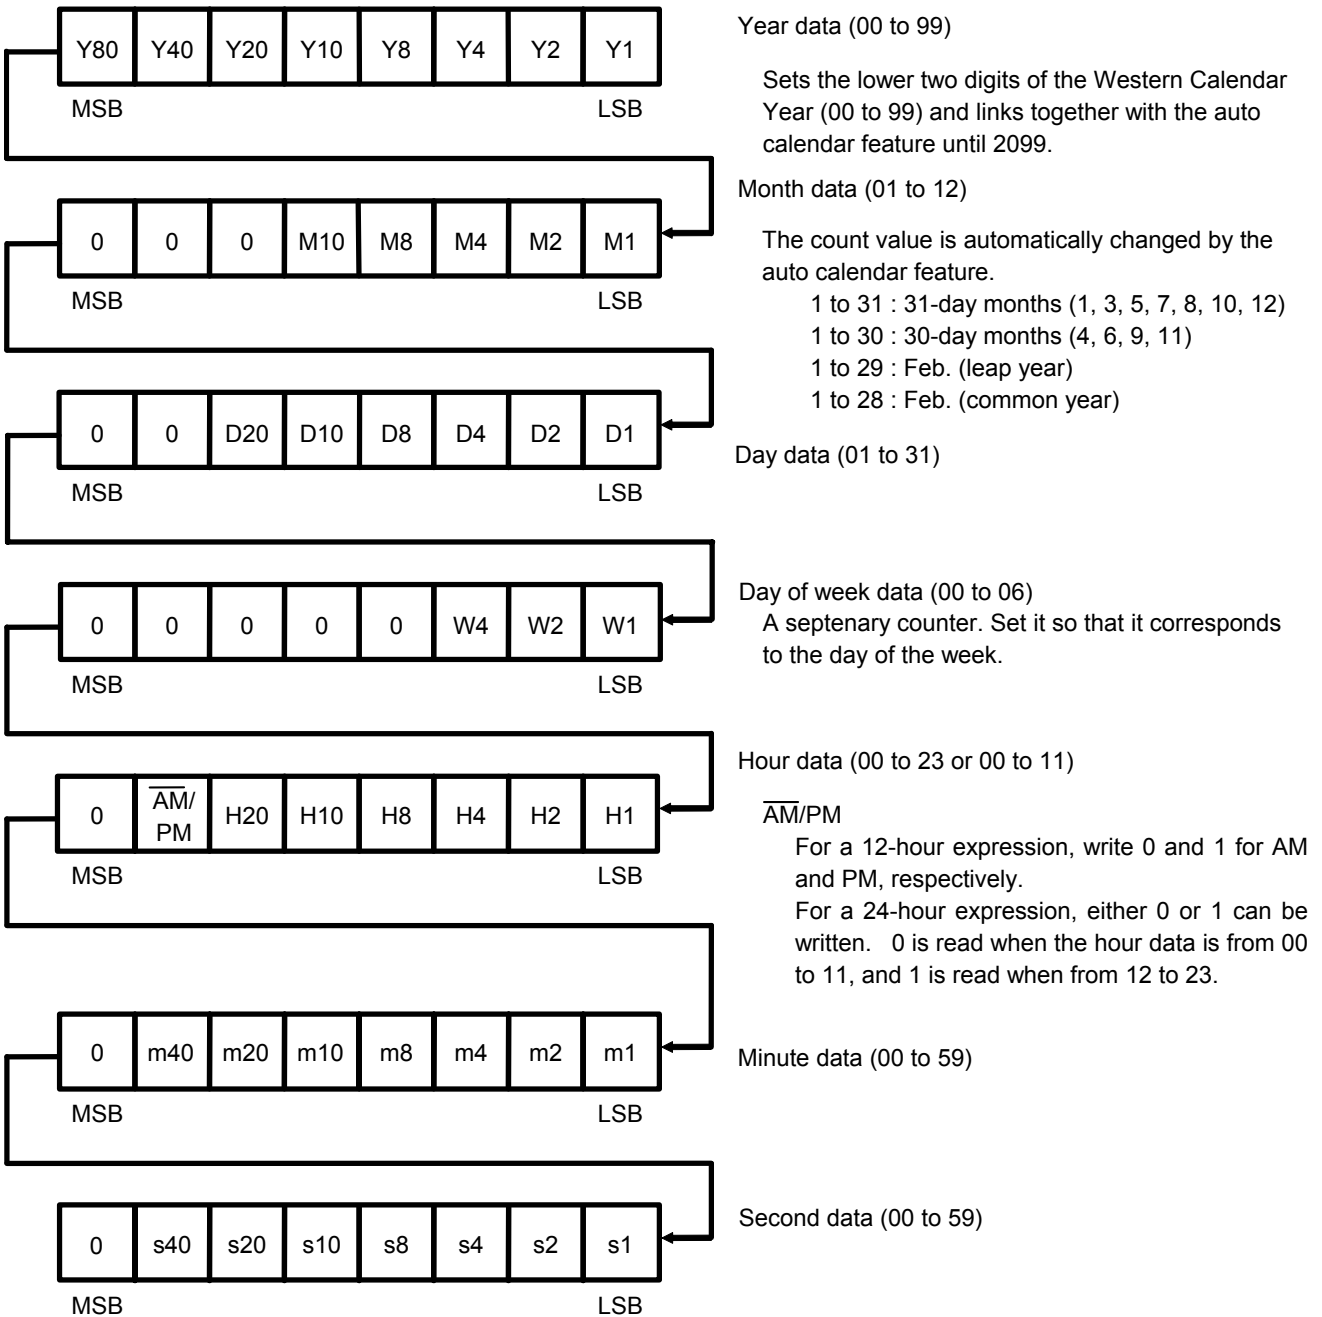 Y80 Y40 Y20 Y10 Y8 Y4 Y2 Y1
MSB LSB
Year data (00 to 99)
Sets the lower two digits of the Western Calendar
Year (00 to 99) and links together with the auto
calendar feature until 2099.
0 0 0 M10 M8 M4 M2 M1
MSB LSB
Month data (01 to 12)
The count value is automatically changed by the
auto calendar feature.
1 to 31 : 31-day months (1, 3, 5, 7, 8, 10, 12)
1 to 30 : 30-day months (4, 6, 9, 11)
1 to 29 : Feb. (leap year)
1 to 28 : Feb. (common year)
0 0 D20 D10 D8 D4 D2 D1
MSB LSB
Day data (01 to 31)
0 0 0 0 0 W4 W2 W1
MSB LSB
Day of week data (00 to 06)
A septenary counter. Set it so that it corresponds
to the day of the week.
0 A̅M̅/PM H20 H10 H8 H4 H2 H1
MSB LSB
Hour data (00 to 23 or 00 to 11)
A̅M̅/PM
For a 12-hour expression, write 0 and 1 for AM
and PM, respectively.
For a 24-hour expression, either 0 or 1 can be
written. 0 is read when the hour data is from 00
to 11, and 1 is read when from 12 to 23.
0 m40 m20 m10 m8 m4 m2 m1
MSB LSB
Minute data (00 to 59)
0 s40 s20 s10 s8 s4 s2 s1
MSB LSB
Second data (00 to 59)